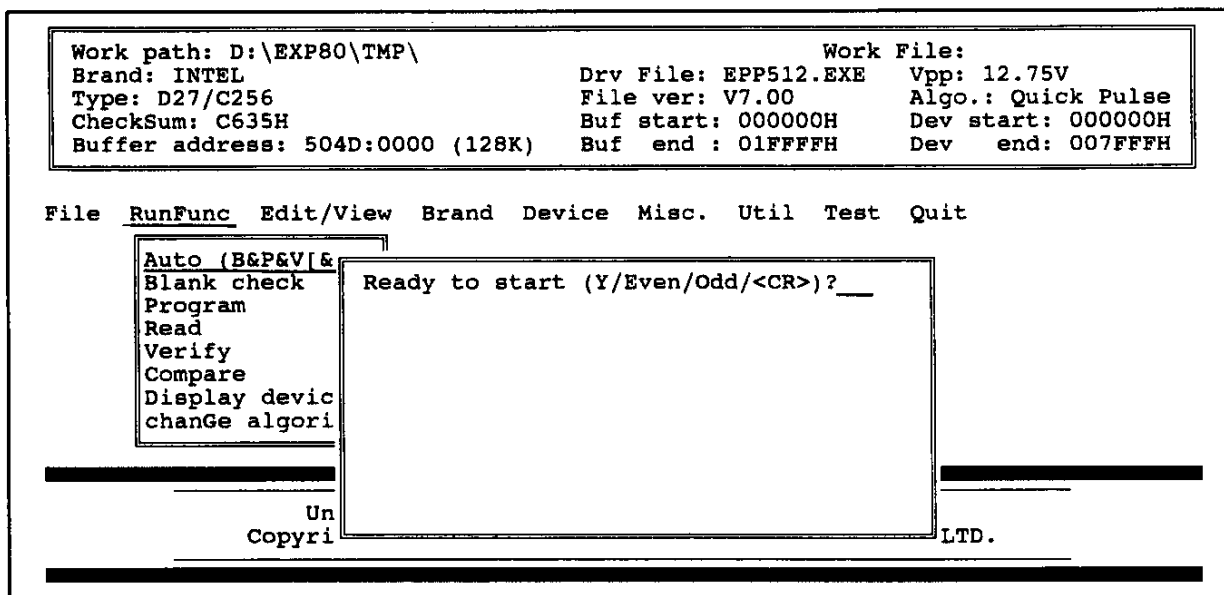 Work path: D:\EXP80\TMP\ Work File:
Brand: INTEL Drv File: EPP512.EXE Vpp: 12.75V
Type: D27/C256 File ver: V7.00 Algo.: Quick Pulse
CheckSum: C635H Buf start: 000000H Dev start: 000000H
Buffer address: 504D:0000 (128K) Buf end : 01FFFFH Dev end: 007FFFH
File RunFunc Edit/View Brand Device Misc. Util Test Quit
Auto (B&P&V[&
Blank check
Program
Read
Verify
Compare
Display devic
chanGe algori
Ready to start (Y/Even/Odd/<CR>)?
Un
Copyri LTD.